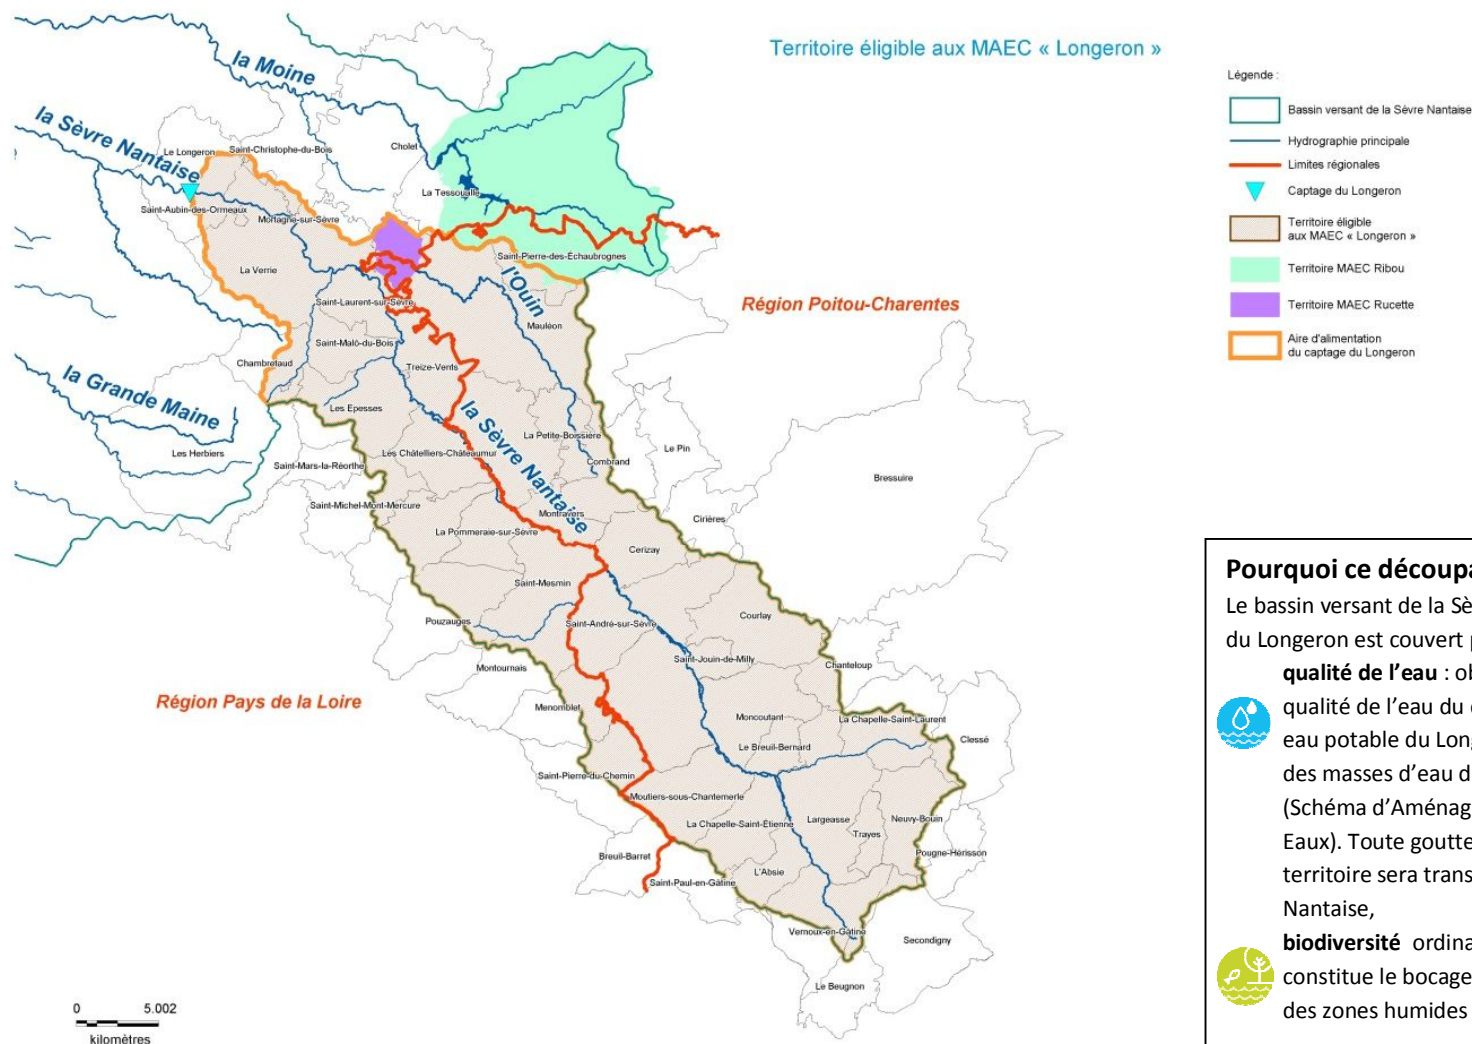 Territoire éligible aux MAEC « Longeron »
Légende :
Bassin versant de la Sèvre Nantaise
Hydrographie principale
Limites régionales
Captage du Longeron
Territoire éligible
aux MAEC « Longeron »
Territoire MAEC Ribou
Territoire MAEC Rucette
Aire d'alimentation
du captage du Longeron
la Moine
la Sèvre Nantaise
Cholet
Le Longeron
Saint-Christophe-du-Bois
La Tessoualle
Saint-Aubin-des-Ormeaux
Mortagne-sur-Sèvre
La Verrie
Saint-Pierre-des-Échaubrognes
l'Ouin
Région Poitou-Charentes
Saint-Laurent-sur-Sèvre
Mauléon
Saint-Malô-du-Bois
Chambretaud
Treize-Vents
la Grande Maine
Les Epesses
la Sèvre Nantaise
La Petite-Boissière
Les Herbiers
Saint-Mars-la-Réorthe
Les Châtelliers-Châteaumur
Combrand
Le Pin
Bressuire
Saint-Michel-Mont-Mercure
Montravers
Cirières
La Pommeraie-sur-Sèvre
Cerizay
Saint-Mesmin
Courlay
Pouzauges
Saint-André-sur-Sèvre
Saint-Jouin-de-Milly
Chanteloup
Montournais
Région Pays de la Loire
Menomblet
Moncoutant
La Chapelle-Saint-Laurent
Clessé
Le Breuil-Bernard
Saint-Pierre-du-Chemin
Moutiers-sous-Chantemerle
La Chapelle-Saint-Étienne
Largeasse
Neuvy-Bouin
Trayes
Breuil-Barret
Pougne-Hérisson
L'Absie
Saint-Paul-en-Gâtine
Vernoux-en-Gâtine
Secondigny
Le Beugnon
0 5.002
kilomètres
Pourquoi ce découpa
Le bassin versant de la Sè
du Longeron est couvert p
qualité de l'eau : ob
qualité de l'eau du c
eau potable du Long
des masses d'eau d
(Schéma d'Aménag
Eaux). Toute goutte
territoire sera trans
Nantaise,
biodiversité ordina
constitue le bocage
des zones humides